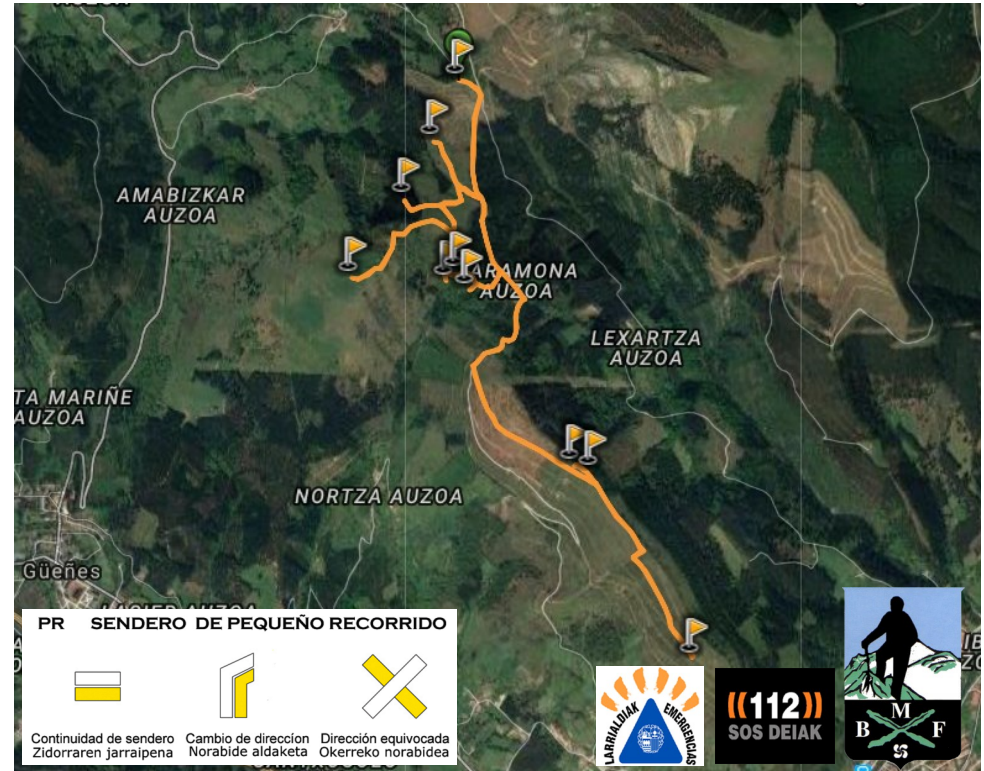 AMABIZKAR
AUZOA
ARAMONA
AUZOA
LEXARTZA
AUZOA
TA MARIÑE
AUZOA
NORTZA AUZOA
Güeñes
PR SENDERO DE PEQUEÑO RECORRIDO
Continuidad de sendero
Zidorraren jarraipena
Cambio de dirección
Norabide aldaketa
Dirección equivocada
Okerreko norabidea
LARRIALDIAK EMERGENCIAS
((112))
SOS DEIAK
B M F